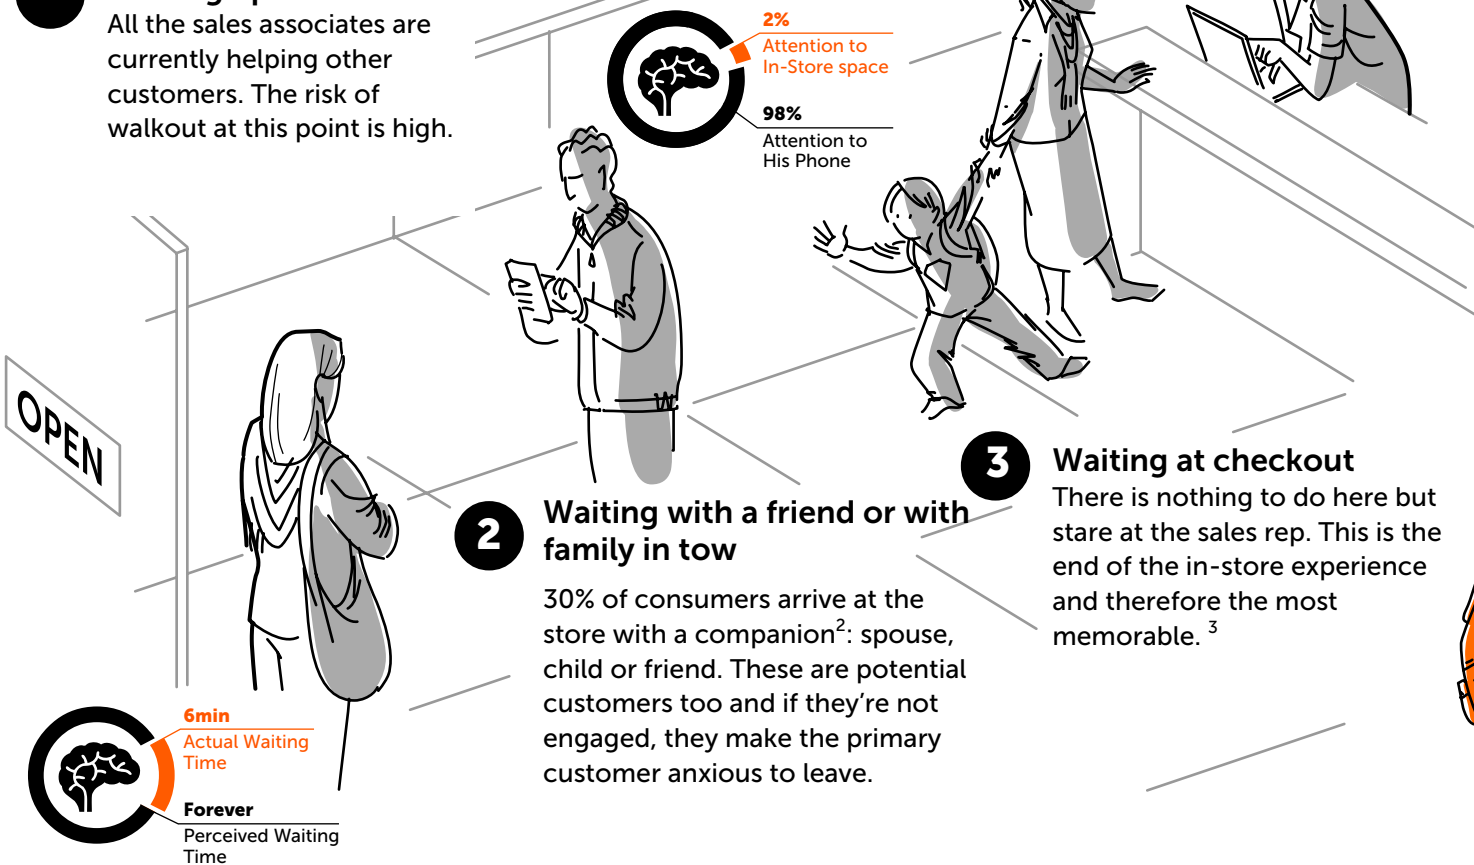 All the sales associates are
currently helping other
customers. The risk of
walkout at this point is high.
2%
Attention to
In-Store space
98%
Attention to
His Phone
OPEN
2
Waiting with a friend or with
family in tow
30% of consumers arrive at the
store with a companion²: spouse,
child or friend. These are potential
customers too and if they’re not
engaged, they make the primary
customer anxious to leave.
3
Waiting at checkout
There is nothing to do here but
stare at the sales rep. This is the
end of the in-store experience
and therefore the most
memorable. ³
6min
Actual Waiting
Time
Forever
Perceived Waiting
Time